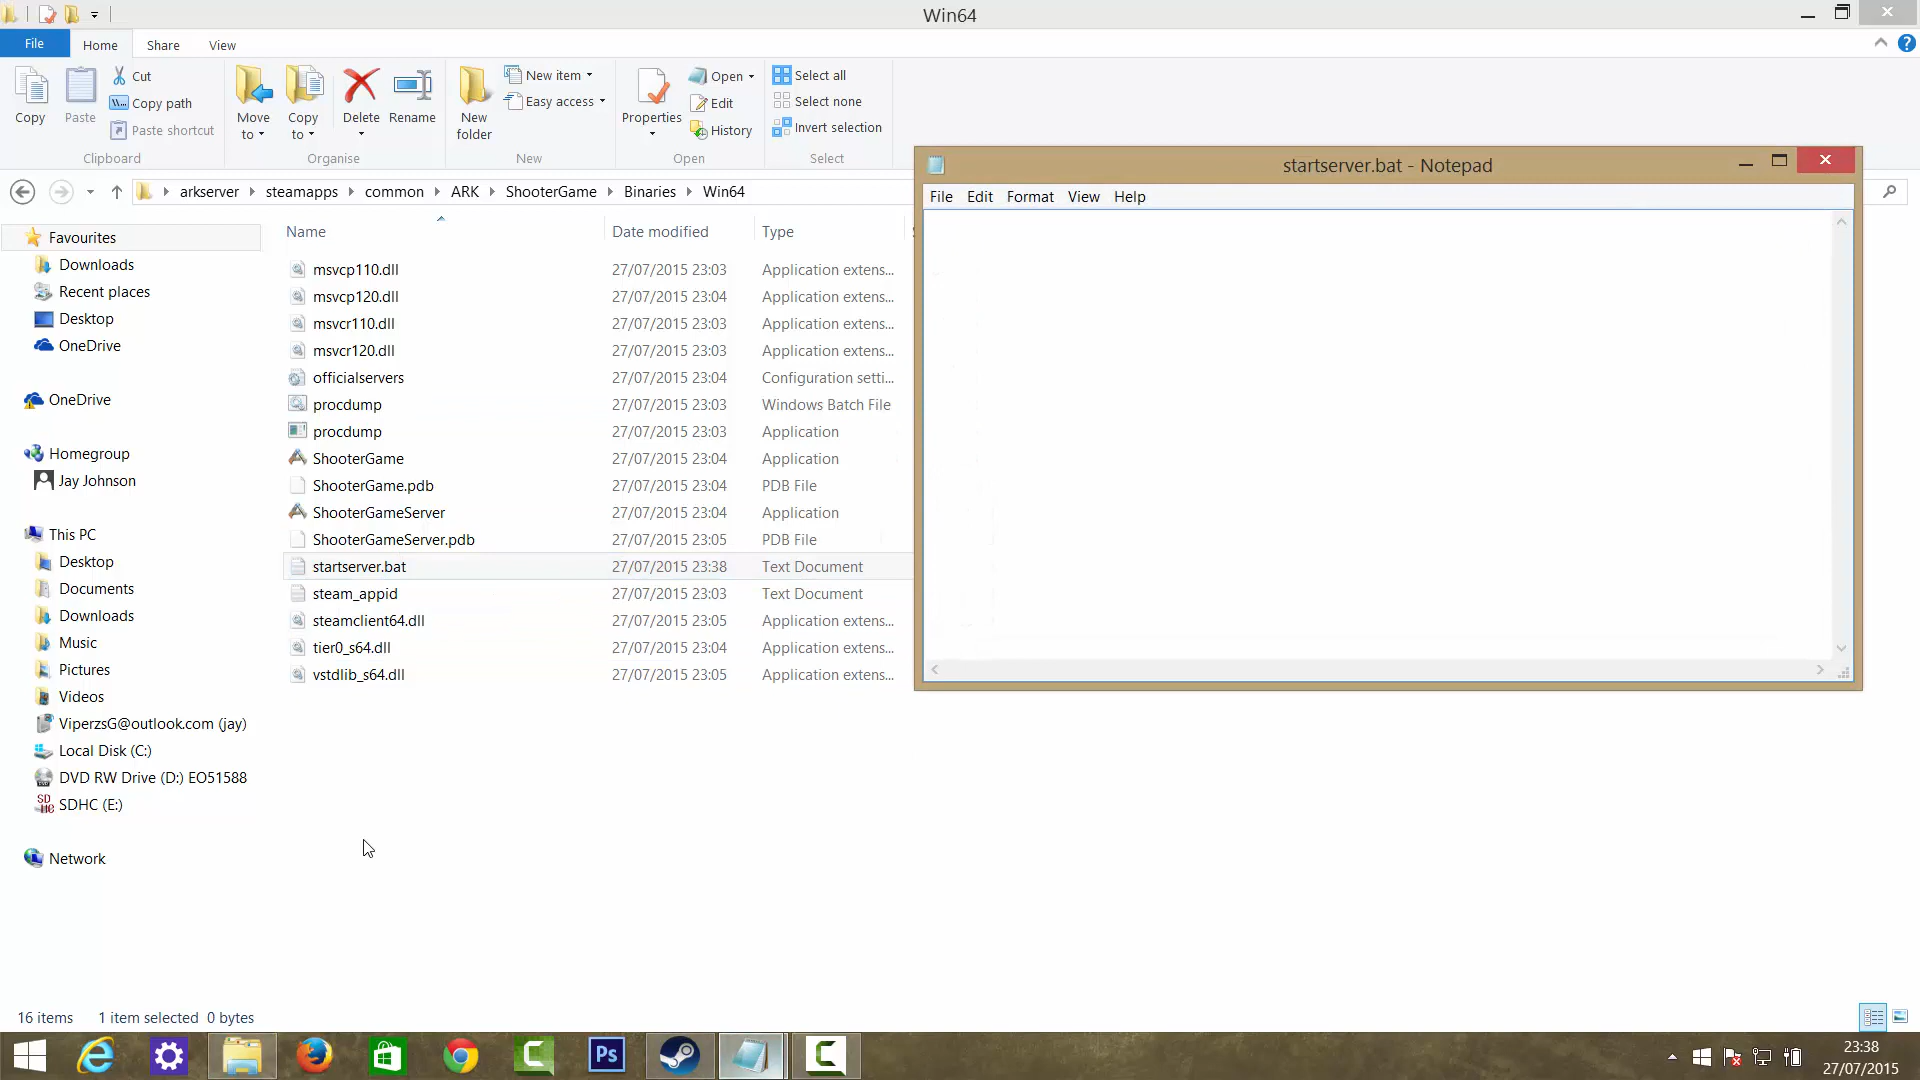 Win64
File Home Share View
Copy
Paste
Cut
Copy path
Paste shortcut
Clipboard
Move to
Copy to
Delete
Rename
Organise
New folder
New item
Easy access
New
Properties
Open
Edit
History
Open
Select all
Select none
Invert selection
Select
arkserver steamapps common ARK ShooterGame Binaries Win64
Favourites
Downloads
Recent places
Desktop
OneDrive
OneDrive
Homegroup
Jay Johnson
This PC
Desktop
Documents
Downloads
Music
Pictures
Videos
ViperzsG@outlook.com (jay)
Local Disk (C:)
DVD RW Drive (D:) EO51588
SDHC (E:)
Network
Name Date modified Type
msvcp110.dll 27/07/2015 23:03 Application extens...
msvcp120.dll 27/07/2015 23:04 Application extens...
msvcr110.dll 27/07/2015 23:03 Application extens...
msvcr120.dll 27/07/2015 23:03 Application extens...
officialservers 27/07/2015 23:04 Configuration setti...
procdump 27/07/2015 23:03 Windows Batch File
procdump 27/07/2015 23:03 Application
ShooterGame 27/07/2015 23:04 Application
ShooterGame.pdb 27/07/2015 23:04 PDB File
ShooterGameServer 27/07/2015 23:04 Application
ShooterGameServer.pdb 27/07/2015 23:05 PDB File
startserver.bat 27/07/2015 23:38 Text Document
steam_appid 27/07/2015 23:03 Text Document
steamclient64.dll 27/07/2015 23:05 Application extens...
tier0_s64.dll 27/07/2015 23:04 Application extens...
vstdlib_s64.dll 27/07/2015 23:05 Application extens...
startserver.bat - Notepad
File Edit Format View Help
16 items 1 item selected 0 bytes
Ps
23:38
27/07/2015